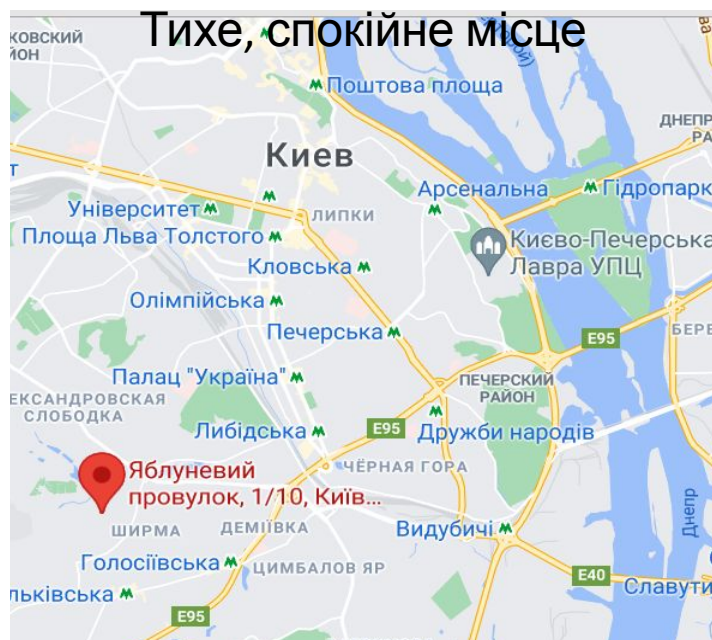 Тихе, спокійне місце
КОВСКИЙ
ЙОН
Поштова площа
ДНЕПР
РА
Киев
Арсенальна
Гідропарк
Університет
ЛИПКИ
Площа Льва Толстого
Києво-Печерська
Лавра УПЦ
Кловська
Олімпійська
Печерська
E95
БЕРЕ
Палац "Україна"
ПЕЧЕРСКИЙ
РАЙОН
ЕКСАНДРОВСКАЯ
СЛОБОДКА
Либідська
E95
Дружби народів
Яблуневий
провулок, 1/10, Київ...
ЧЁРНАЯ ГОРА
ШИРМА
ДЕМІЇВКА
Видубичі
Днепр
Голосіївська
ЦИМБАЛОВ ЯР
E40
Славути
льківська
E95